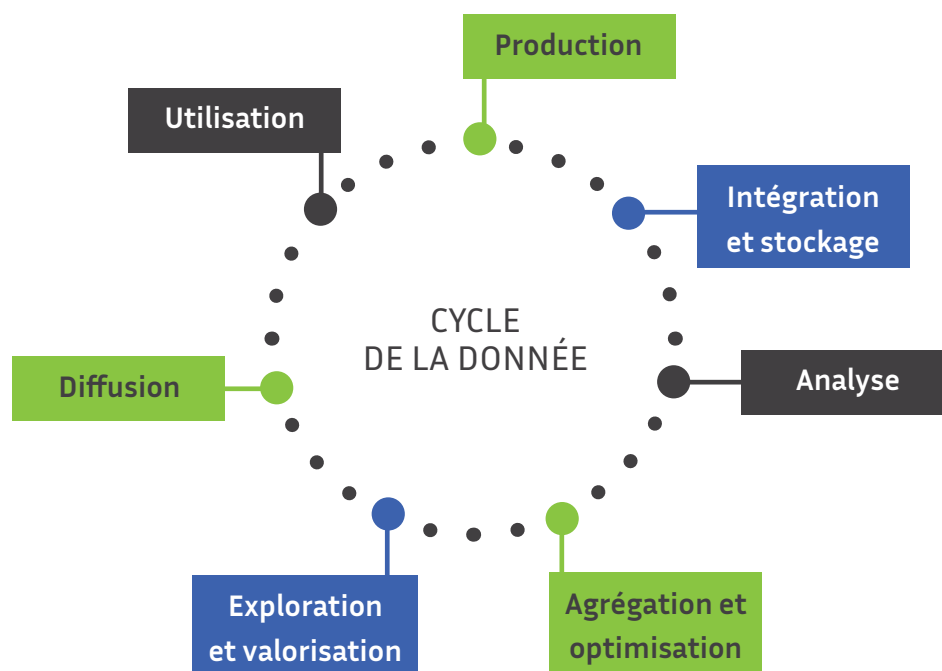 Production
Utilisation
Intégration
et stockage
CYCLE
DE LA DONNÉE
Analyse
Diffusion
Agrégation et
optimisation
Exploration
et valorisation